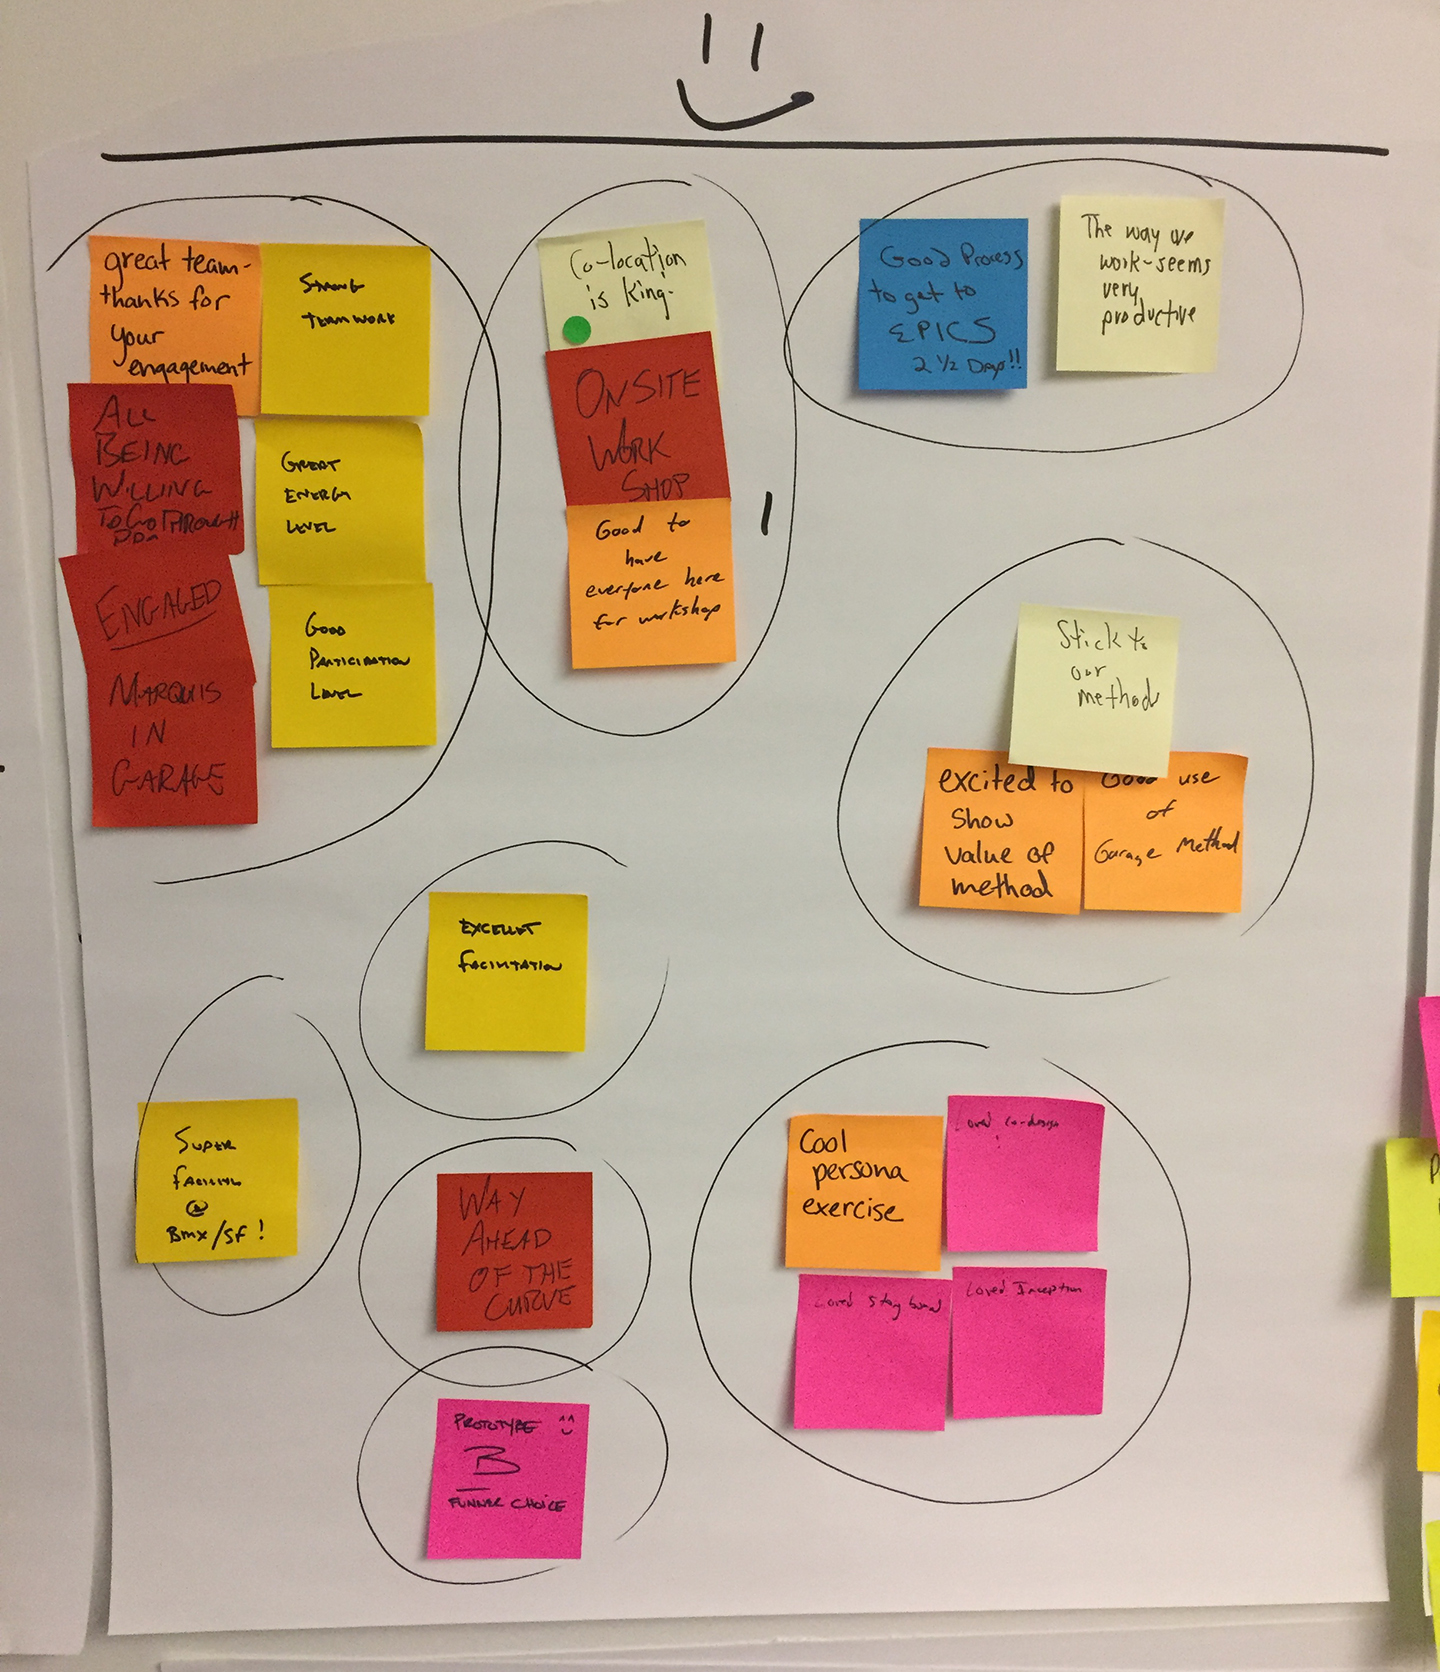 great team-
thanks for
your
engagement
STRONG
TEAMWORK
ALL
BEING
WILLING
TO GO THROUGH
GREAT
ENERGY
LEVEL
ENGAGED
MARQUIS
IN
GARAGE
GOOD
PARTICIPATION
LEVEL
Co-location
is King.
ONSITE
WORK
SHOP
Good to
have
everyone here
for workshop
1
Good Process
to get to
EPICS
2 1/2 Days!!
The way we
work-seems
very
productive
Stick to
our
method
excited to
show
value of
method
Good use
of
Garage Method
EXCELLET
FACILITATION
SUPER
@
BMX/SF!
WAY
AHEAD
OF THE
CURVE
PROTOTYPE
B
FUNNER CHOICE
Cool
persona
exercise
Loved co-design
!
Loved Story board
Loved Inception